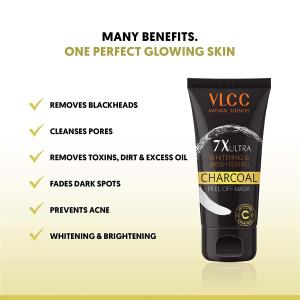 MANY BENEFITS.
ONE PERFECT GLOWING SKIN
REMOVES BLACKHEADS
CLEANSES PORES
REMOVES TOXINS, DIRT & EXCESS OIL
FADES DARK SPOTS
PREVENTS ACNE
WHITENING & BRIGHTENING
VLCC
NATURAL SCIENCES
7X ULTRA
WHITENING &
BRIGHTENING
CHARCOAL
PEEL OFF-MASK
C